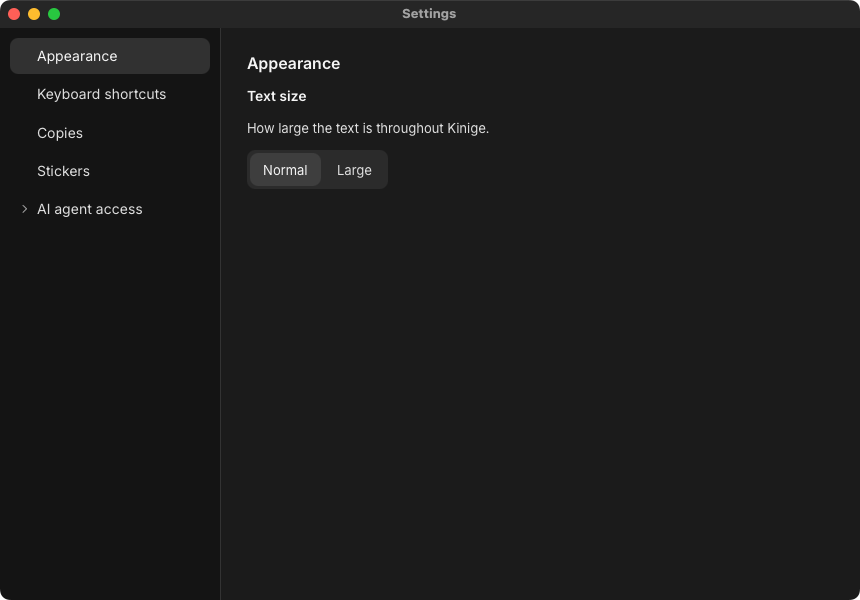 Settings
Appearance
Keyboard shortcuts
Copies
Stickers
AI agent access
Appearance
Text size
How large the text is throughout Kinige.
Normal Large